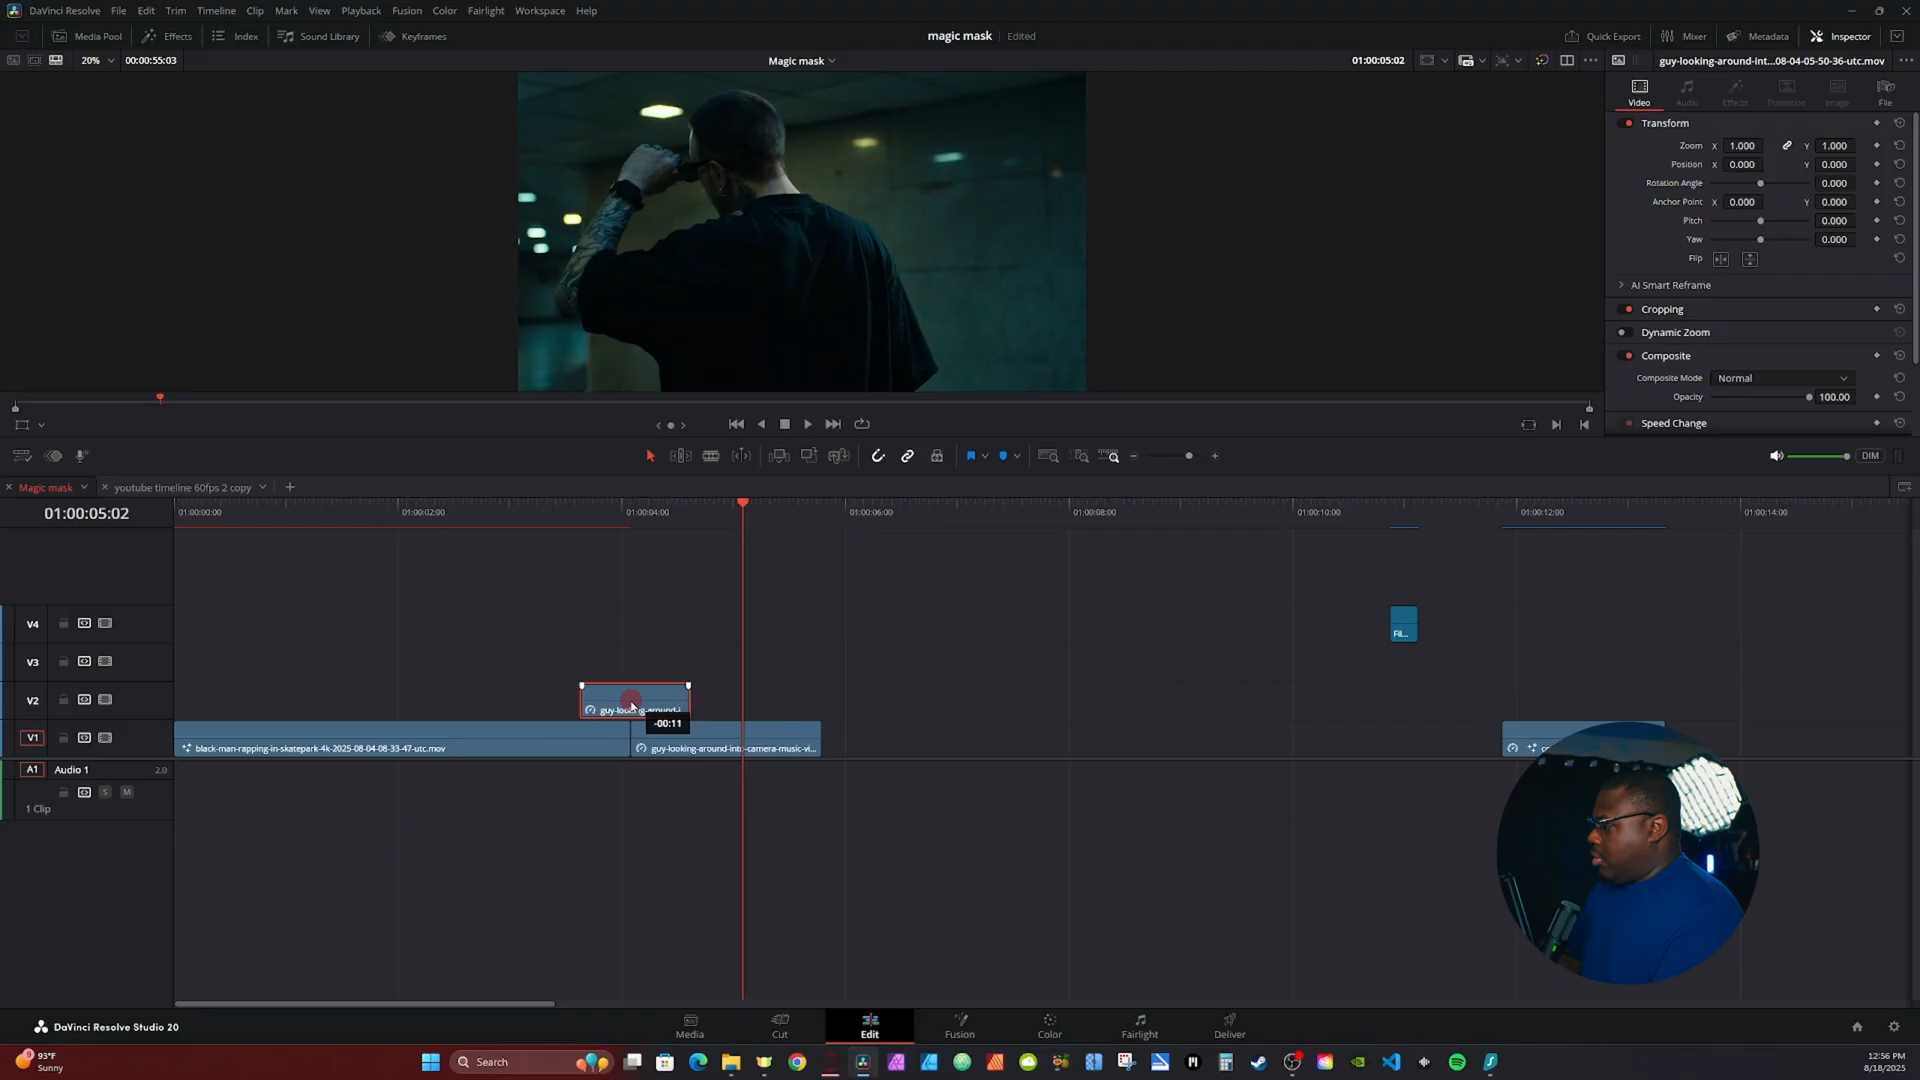 DaVinci Resolve File Edit Trim Timeline Clip Mark View Playback Fusion Color Fairlight Workspace Help
Media Pool Effects Index Sound Library Keyframes magic mask Edited Quick Export Mixer Metadata Inspector
20% 00:00:55:03 Magic mask 01:00:05:02 guy-looking-around-int...08-04-05-50-36-utc.mov
Video Audio Effects Transition Image File
Transform
Zoom X 1.000 Y 1.000
Position X 0.000 Y 0.000
Rotation Angle 0.000
Anchor Point X 0.000 Y 0.000
Pitch 0.000
Yaw 0.000
Flip
AI Smart Reframe
Cropping
Dynamic Zoom
Composite
Composite Mode Normal
Opacity 100.00
Speed Change
DIM
Magic mask youtube timeline 60fps 2 copy
01:00:05:02 01:00:00:00 01:00:02:00 01:00:04:00 01:00:06:00 01:00:08:00 01:00:10:00 01:00:12:00 01:00:14:00
V4
Fil...
V3
V2
guy-looking-around-i
-00:11
V1
black-man-rapping-in-skatepark-4k-2025-08-04-08-33-47-utc.mov guy-looking-around-into-camera-music-vi...
A1 Audio 1 2.0
S M
1 Clip
DaVinci Resolve Studio 20 Media Cut Edit Fusion Color Fairlight Deliver
93°F
Sunny
Search
12:56 PM
8/18/2025